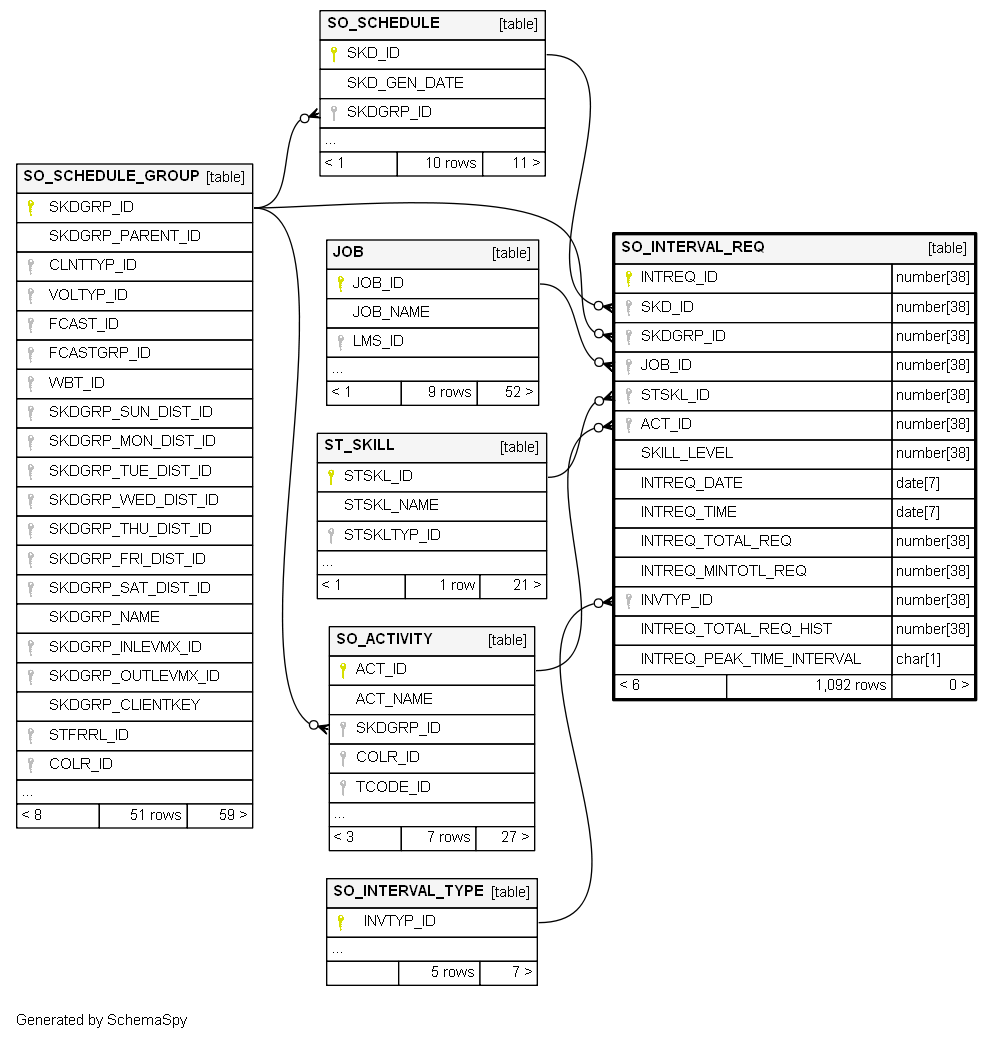 SO_SCHEDULE [table]
SKD_ID
SKD_GEN_DATE
SKDGRP_ID
...
< 1 10 rows 11 >
SO_SCHEDULE_GROUP [table]
SKDGRP_ID
SKDGRP_PARENT_ID
CLNTTYP_ID
VOLTYP_ID
FCAST_ID
FCASTGRP_ID
WBT_ID
SKDGRP_SUN_DIST_ID
SKDGRP_MON_DIST_ID
SKDGRP_TUE_DIST_ID
SKDGRP_WED_DIST_ID
SKDGRP_THU_DIST_ID
SKDGRP_FRI_DIST_ID
SKDGRP_SAT_DIST_ID
SKDGRP_NAME
SKDGRP_INLEVMX_ID
SKDGRP_OUTLEVMX_ID
SKDGRP_CLIENTKEY
STFRRL_ID
COLR_ID
...
< 8 51 rows 59 >
JOB [table]
JOB_ID
JOB_NAME
LMS_ID
...
< 1 9 rows 52 >
ST_SKILL [table]
STSKL_ID
STSKL_NAME
STSKLTYP_ID
...
< 1 1 row 21 >
SO_ACTIVITY [table]
ACT_ID
ACT_NAME
SKDGRP_ID
COLR_ID
TCODE_ID
...
< 3 7 rows 27 >
SO_INTERVAL_TYPE [table]
INVTYP_ID
...
5 rows 7 >
SO_INTERVAL_REQ [table]
INTREQ_ID number[38]
SKD_ID number[38]
SKDGRP_ID number[38]
JOB_ID number[38]
STSKL_ID number[38]
ACT_ID number[38]
SKILL_LEVEL number[38]
INTREQ_DATE date[7]
INTREQ_TIME date[7]
INTREQ_TOTAL_REQ number[38]
INTREQ_MINTOTL_REQ number[38]
INVTYP_ID number[38]
INTREQ_TOTAL_REQ_HIST number[38]
INTREQ_PEAK_TIME_INTERVAL char[1]
< 6 1,092 rows 0 >
Generated by SchemaSpy